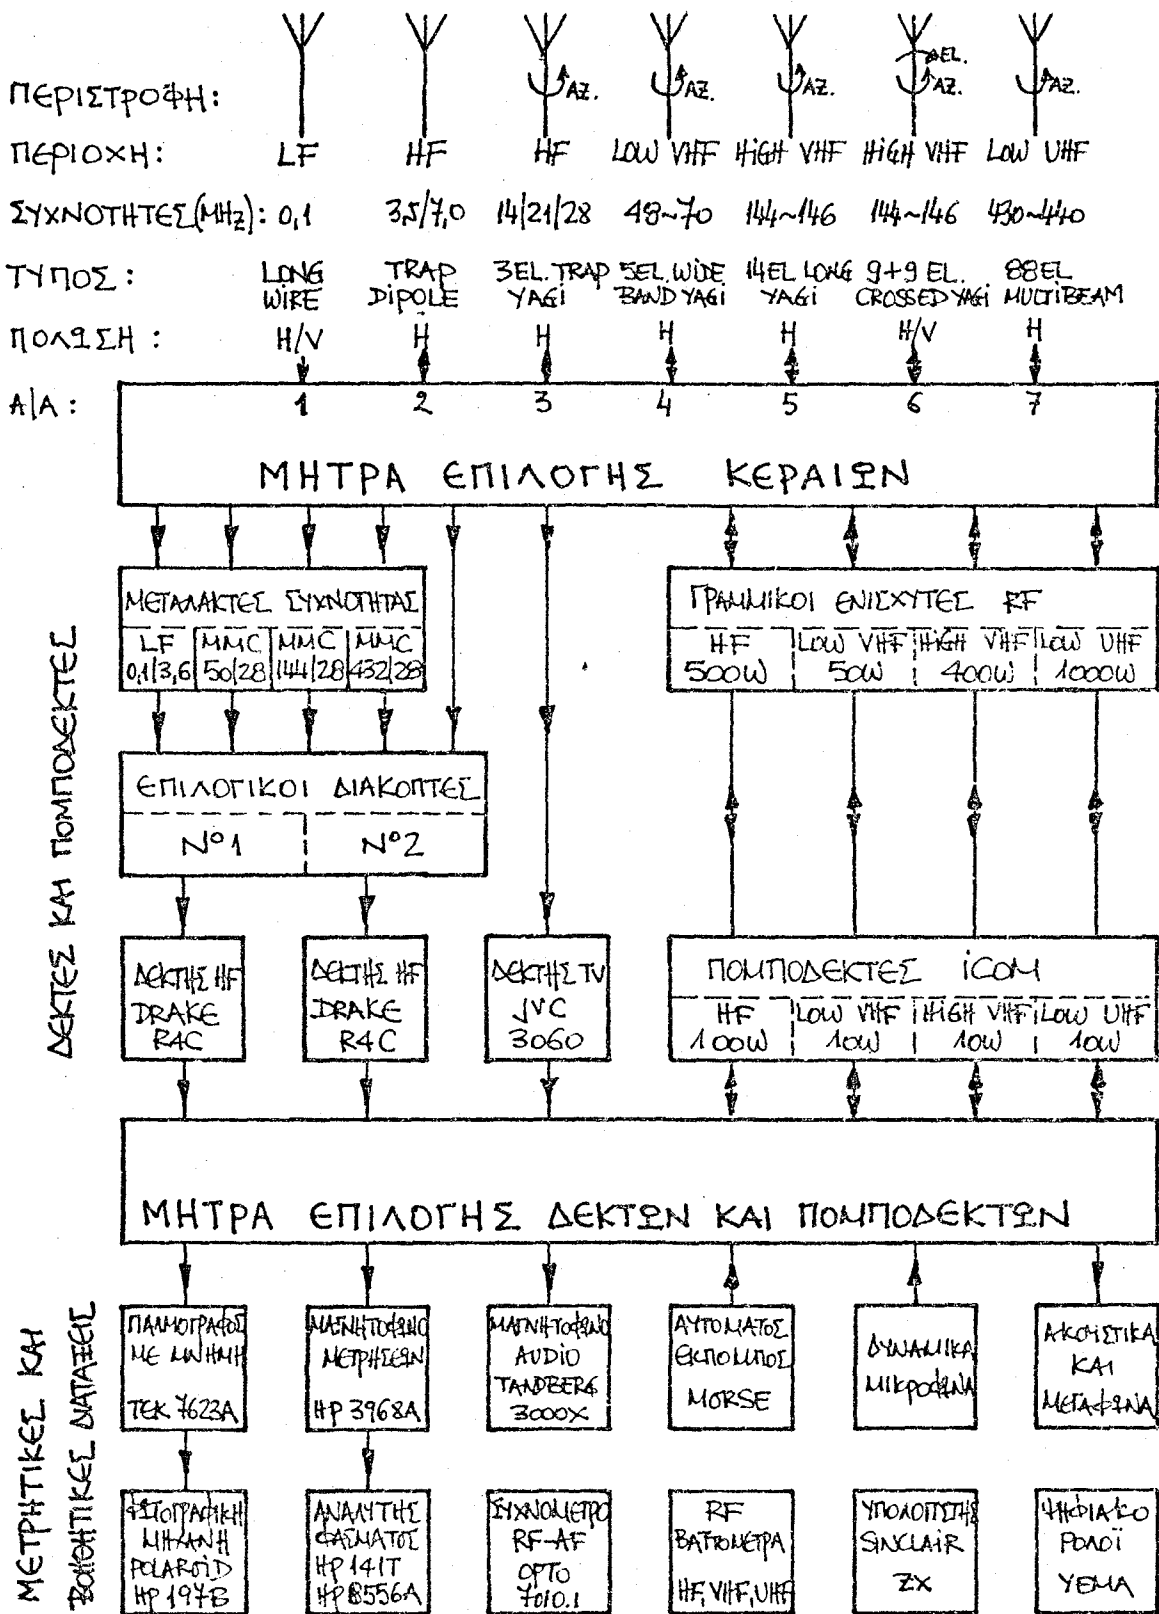 ΠΕΡΙΣΤΡΟΦΗ: AZ. AZ. AZ. EL. AZ. AZ.
ΠΕΡΙΟΧΗ: LF HF HF LOW VHF HIGH VHF HIGH VHF LOW UHF
ΣΥΧΝΟΤΗΤΕΣ(MHz): 0,1 3,5/7,0 14/21/28 48~70 144~146 144~146 430~440
ΤΥΠΟΣ: LONG WIRE TRAP DIPOLE 3EL. TRAP YAGI 5EL. WIDE BAND YAGI 14EL LONG YAGI 9+9 EL. CROSSED YAGI 88EL MULTIBEAM
ΠΟΛΩΣΗ: H/V H H H H H/V H
Α/Α: 1 2 3 4 5 6 7
ΜΗΤΡΑ ΕΠΙΛΟΓΗΣ ΚΕΡΑΙΩΝ
ΔΕΚΤΕΣ ΚΑΙ ΠΟΜΠΟΔΕΚΤΕΣ
ΜΕΤΑΛΑΚΤΕΣ ΣΥΧΝΟΤΗΤΑΣ
LF MMC MMC MMC
0,1/3,6 50/28 144/28 432/28
ΓΡΑΜΜΙΚΟΙ ΕΝΙΣΧΥΤΕΣ RF
HF LOW VHF HIGH VHF LOW UHF
500W 50W 400W 1000W
ΕΠΙΛΟΓΙΚΟΙ ΔΙΑΚΟΠΤΕΣ
Nº1 Nº2
ΔΕΚΤΗΣ HF
DRAKE
R4C
ΔΕΚΤΗΣ HF
DRAKE
R4C
ΔΕΚΤΗΣ TV
JVC
3060
ΠΟΜΠΟΔΕΚΤΕΣ iCOM
HF LOW VHF HIGH VHF LOW UHF
100W 10W 10W 10W
ΜΗΤΡΑ ΕΠΙΛΟΓΗΣ ΔΕΚΤΩΝ ΚΑΙ ΠΟΜΠΟΔΕΚΤΩΝ
ΜΕΤΡΗΤΙΚΕΣ ΚΑΙ
ΒΟΗΘΗΤΙΚΕΣ ΔΙΑΤΑΞΕΙΣ
ΠΑΛΜΟΓΡΑΦΟΣ
ΜΕ ΜΝΗΜΗ
TEK 7623A
ΜΑΓΝΗΤΟΦΩΝΟ
ΜΕΤΡΗΣΕΩΝ
HP 3968A
ΜΑΓΝΗΤΟΦΩΝΟ
AUDIO
TANDBERG
3000X
ΑΥΤΟΜΑΤΟΣ
ΕΚΠΟΜΠΟΣ
MORSE
ΔΥΝΑΜΙΚΑ
ΜΙΚΡΟΦΩΝΑ
ΑΚΟΥΣΤΙΚΑ
ΚΑΙ
ΜΕΓΑΦΩΝΑ
ΦΩΤΟΓΡΑΦΙΚΗ
ΜΗΧΑΝΗ
POLAROID
HP 197B
ΑΝΑΛΥΤΗΣ
ΦΑΣΜΑΤΟΣ
HP 141T
HP 8556A
ΣΥΧΝΟΜΕΤΡΟ
RF-AF
OPTO
7010.1
RF
ΒΑΤΤΟΜΕΤΡΑ
HF, VHF, UHF
ΥΠΟΛΟΓΙΣΤΗΣ
SINCLAIR
ZX
ΨΗΦΙΑΚΟ
ΡΟΛΟΪ
YEMA